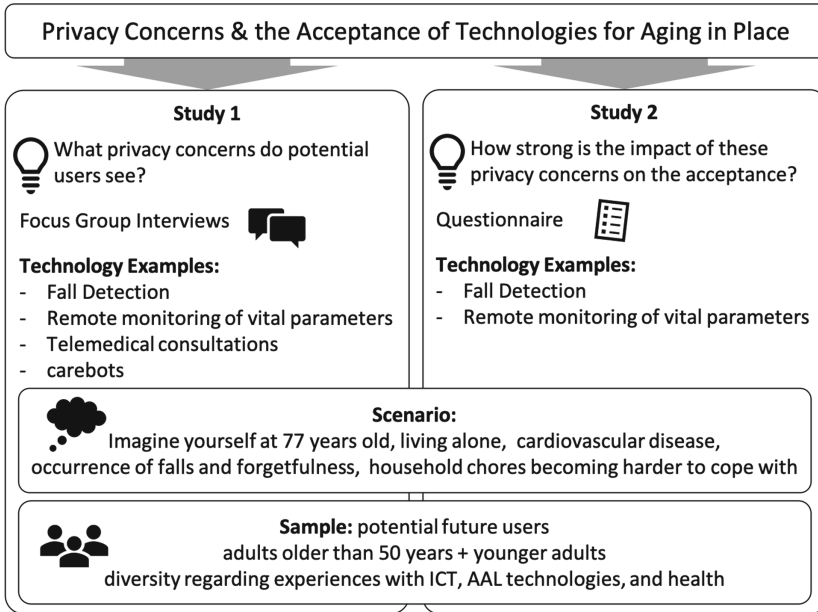 Privacy Concerns & the Acceptance of Technologies for Aging in Place
Study 1
What privacy concerns do potential
users see?
Focus Group Interviews
Technology Examples:
- Fall Detection
- Remote monitoring of vital parameters
- Telemedical consultations
- carebots
Study 2
How strong is the impact of these
privacy concerns on the acceptance?
Questionnaire
Technology Examples:
- Fall Detection
- Remote monitoring of vital parameters
Scenario:
Imagine yourself at 77 years old, living alone, cardiovascular disease,
occurrence of falls and forgetfulness, household chores becoming harder to cope with
Sample: potential future users
adults older than 50 years + younger adults
diversity regarding experiences with ICT, AAL technologies, and health